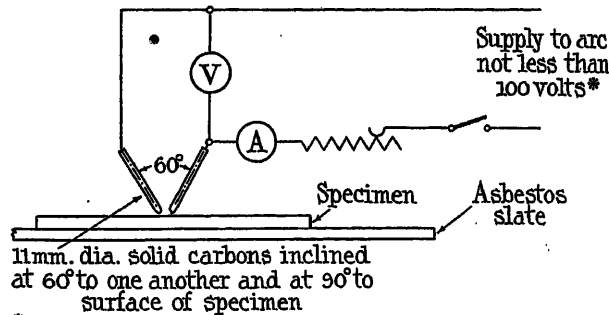 V
Supply to arc
not less than
100 volts*
A
60°
Specimen
Asbestos
slate
11mm. dia. solid carbons inclined
at 60° to one another and at 90° to
surface of specimen